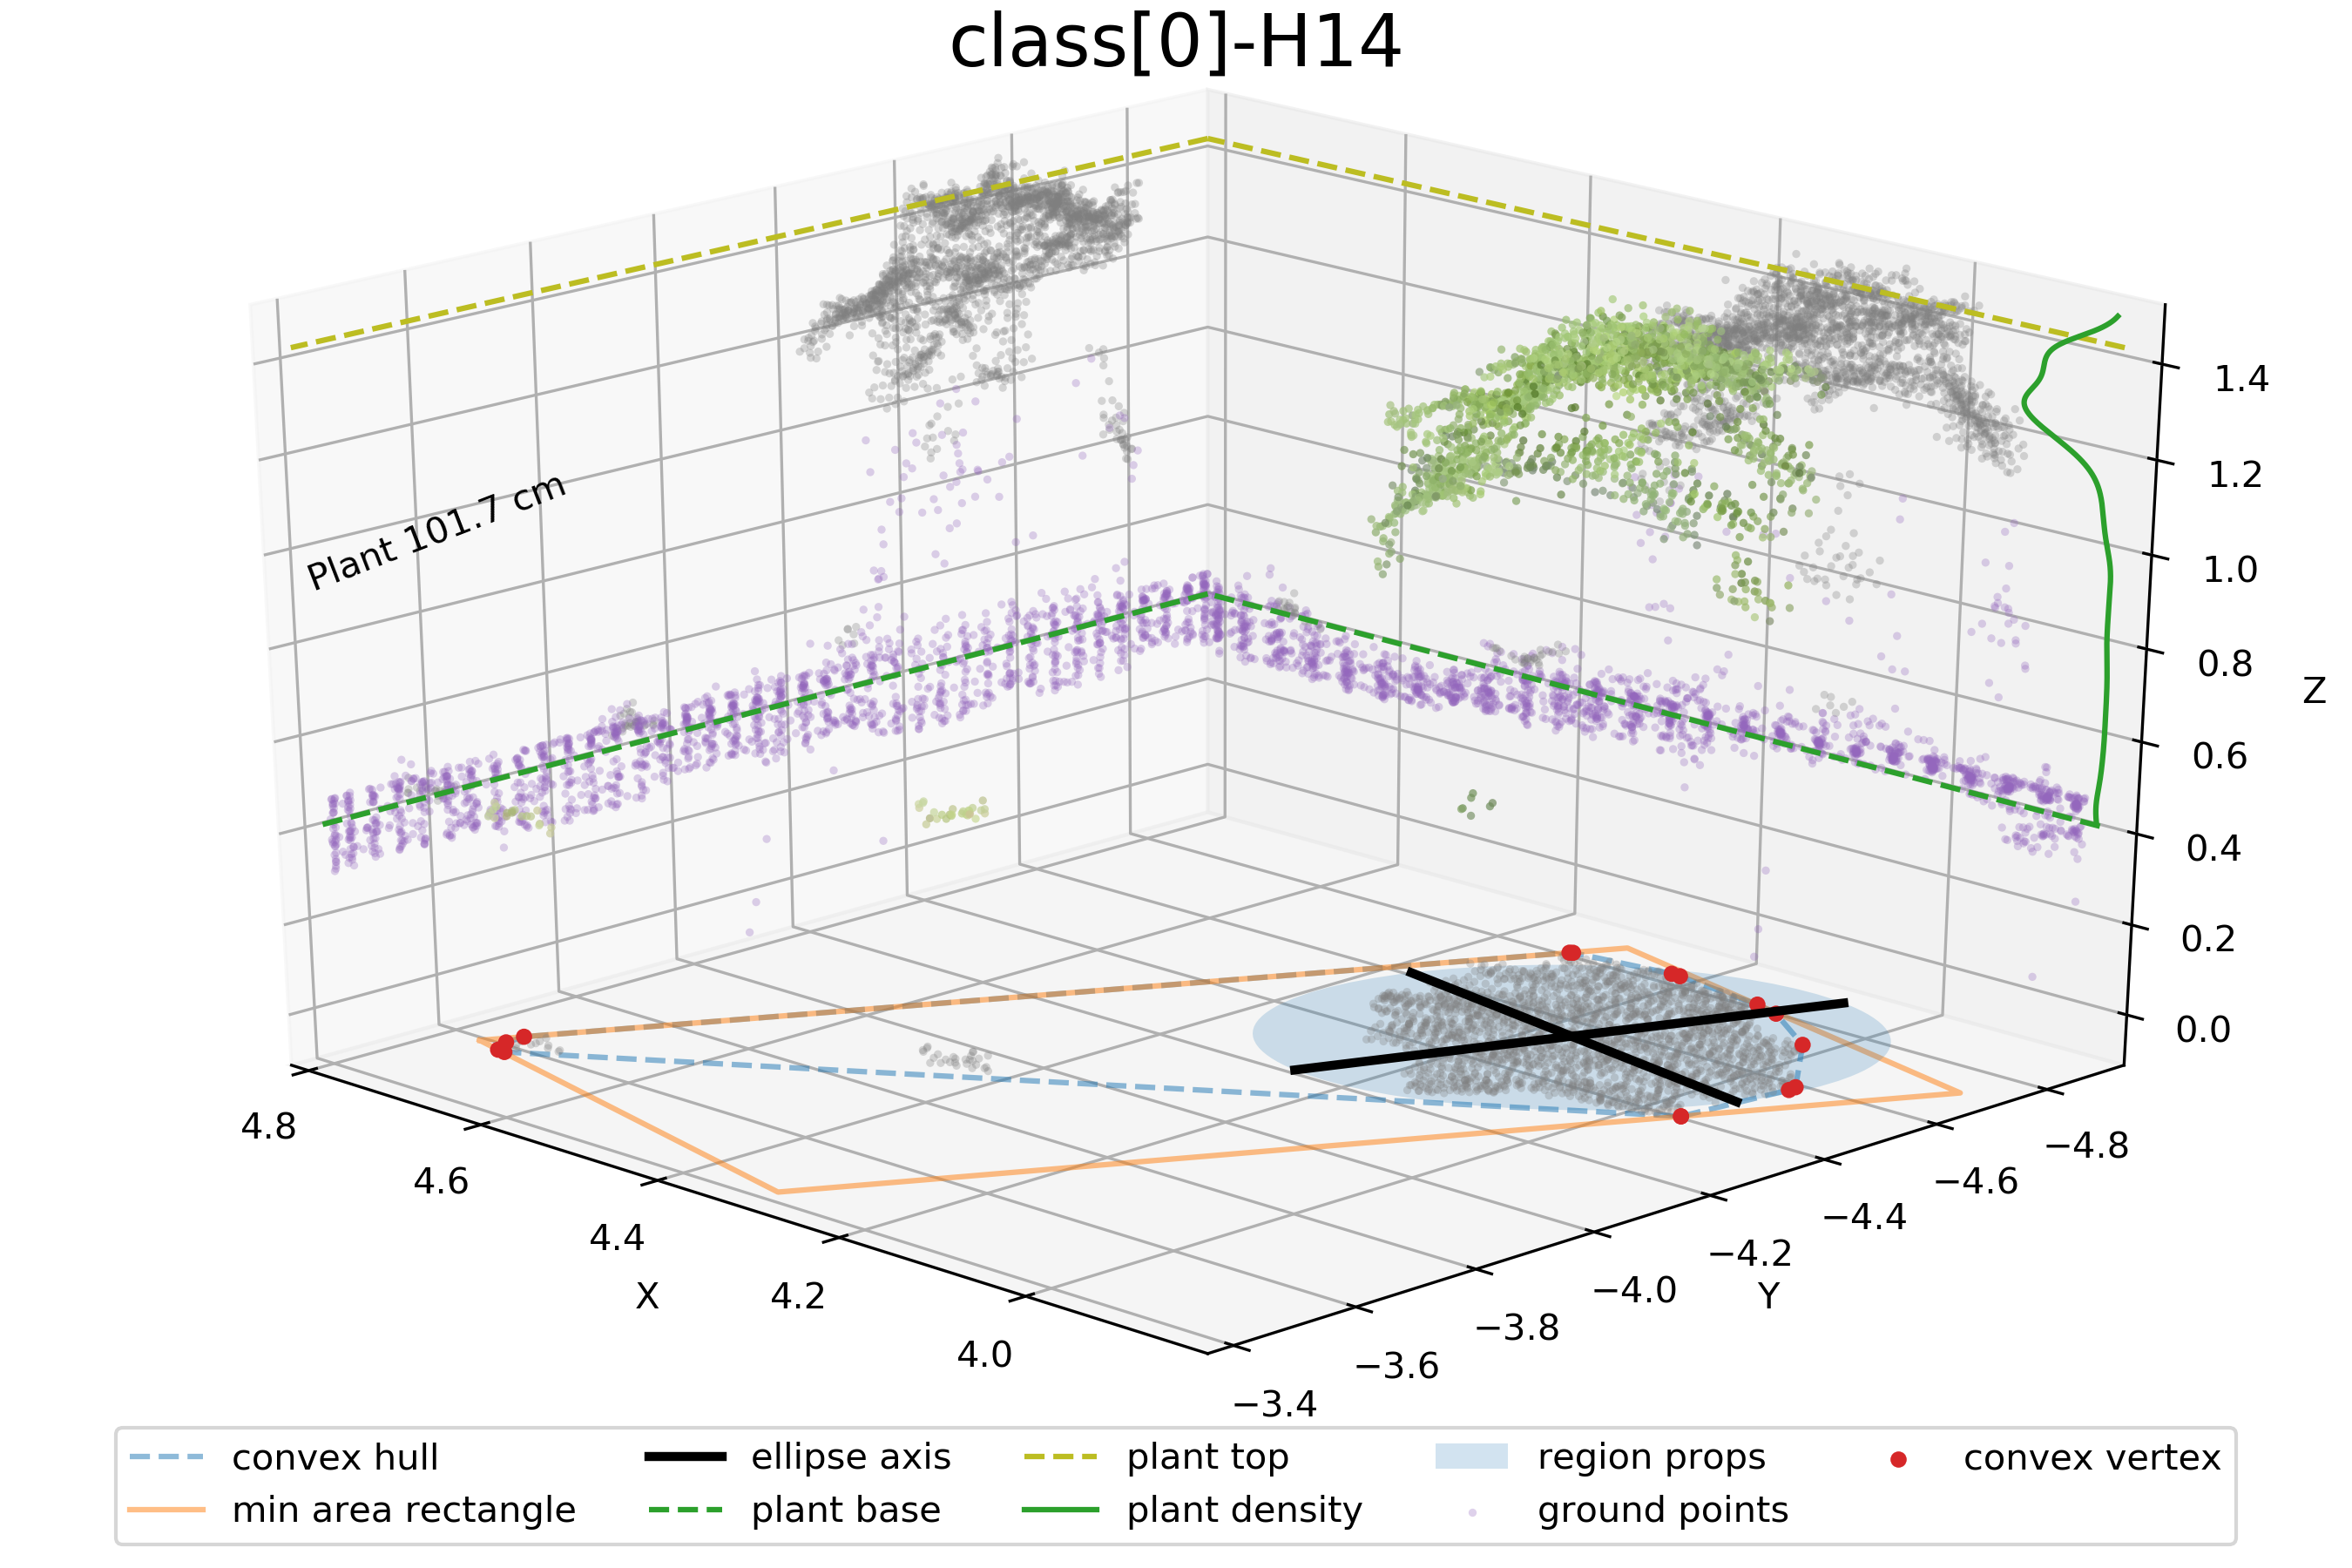 class[0]-H14
Plant 101.7 cm
1.4
1.2
1.0
0.8
0.6
0.4
0.2
0.0
Z
4.8
4.6
4.4
4.2
4.0
X
−4.8
−4.6
−4.4
−4.2
−4.0
−3.8
−3.6
−3.4
Y
convex hull
min area rectangle
ellipse axis
plant base
plant top
plant density
region props
ground points
convex vertex